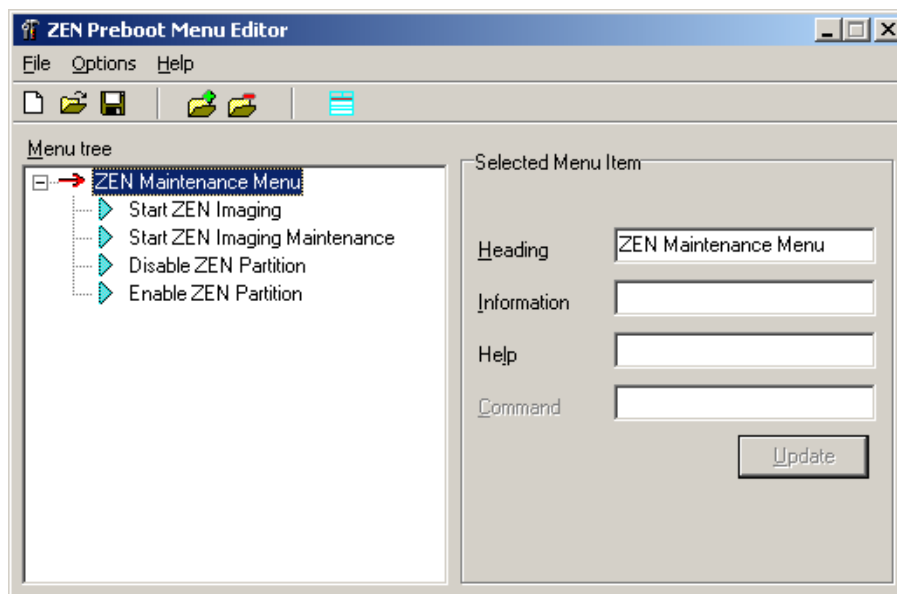 ZEN Preboot Menu Editor
File Options Help
Menu tree
ZEN Maintenance Menu
Start ZEN Imaging
Start ZEN Imaging Maintenance
Disable ZEN Partition
Enable ZEN Partition
Selected Menu Item
Heading ZEN Maintenance Menu
Information
Help
Command
Update